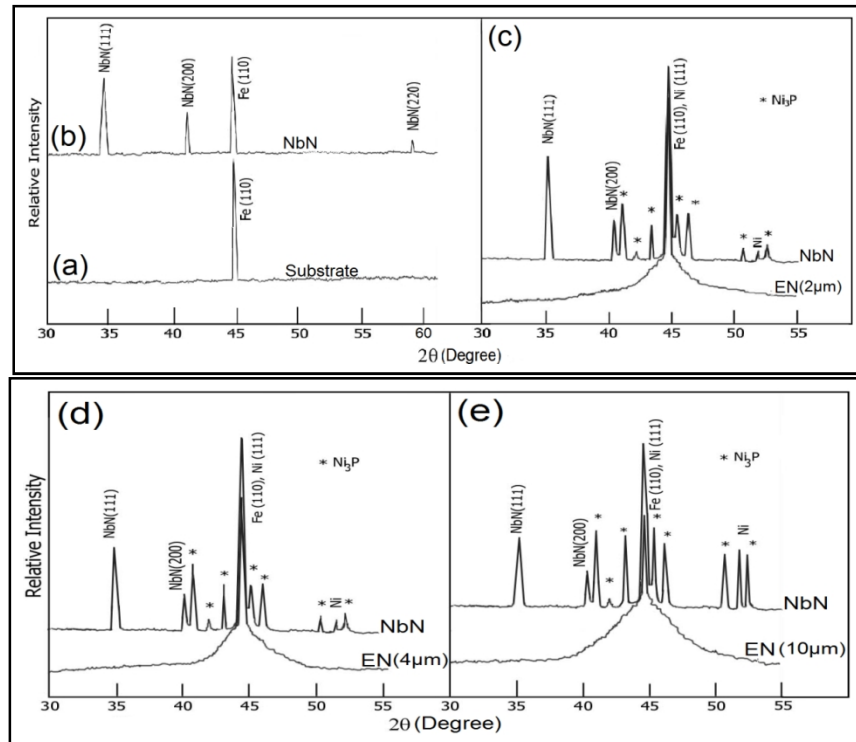 (b)
NbN(111)
NbN(200)
Fe (110)
NbN(220)
NbN
(a)
Fe (110)
Substrate
Relative Intensity
30 35 40 45 50 55 60
2θ (Degree)
(c)
NbN(111)
NbN(200)
*
*
*
Fe (110), Ni (111)
*
*
*
Ni
*
* Ni₃P
NbN
EN(2µm)
30 35 40 45 50 55
2θ (Degree)
(d)
NbN(111)
NbN(200)
*
*
*
Fe (110), Ni (111)
*
*
*
Ni
*
* Ni₃P
NbN
EN(4µm)
Relative Intensity
30 35 40 45 50 55
2θ (Degree)
(e)
NbN(111)
NbN(200)
*
*
*
Fe (110), Ni (111)
*
*
*
Ni
*
* Ni₃P
NbN
EN(10µm)
30 35 40 45 50 55
2θ (Degree)